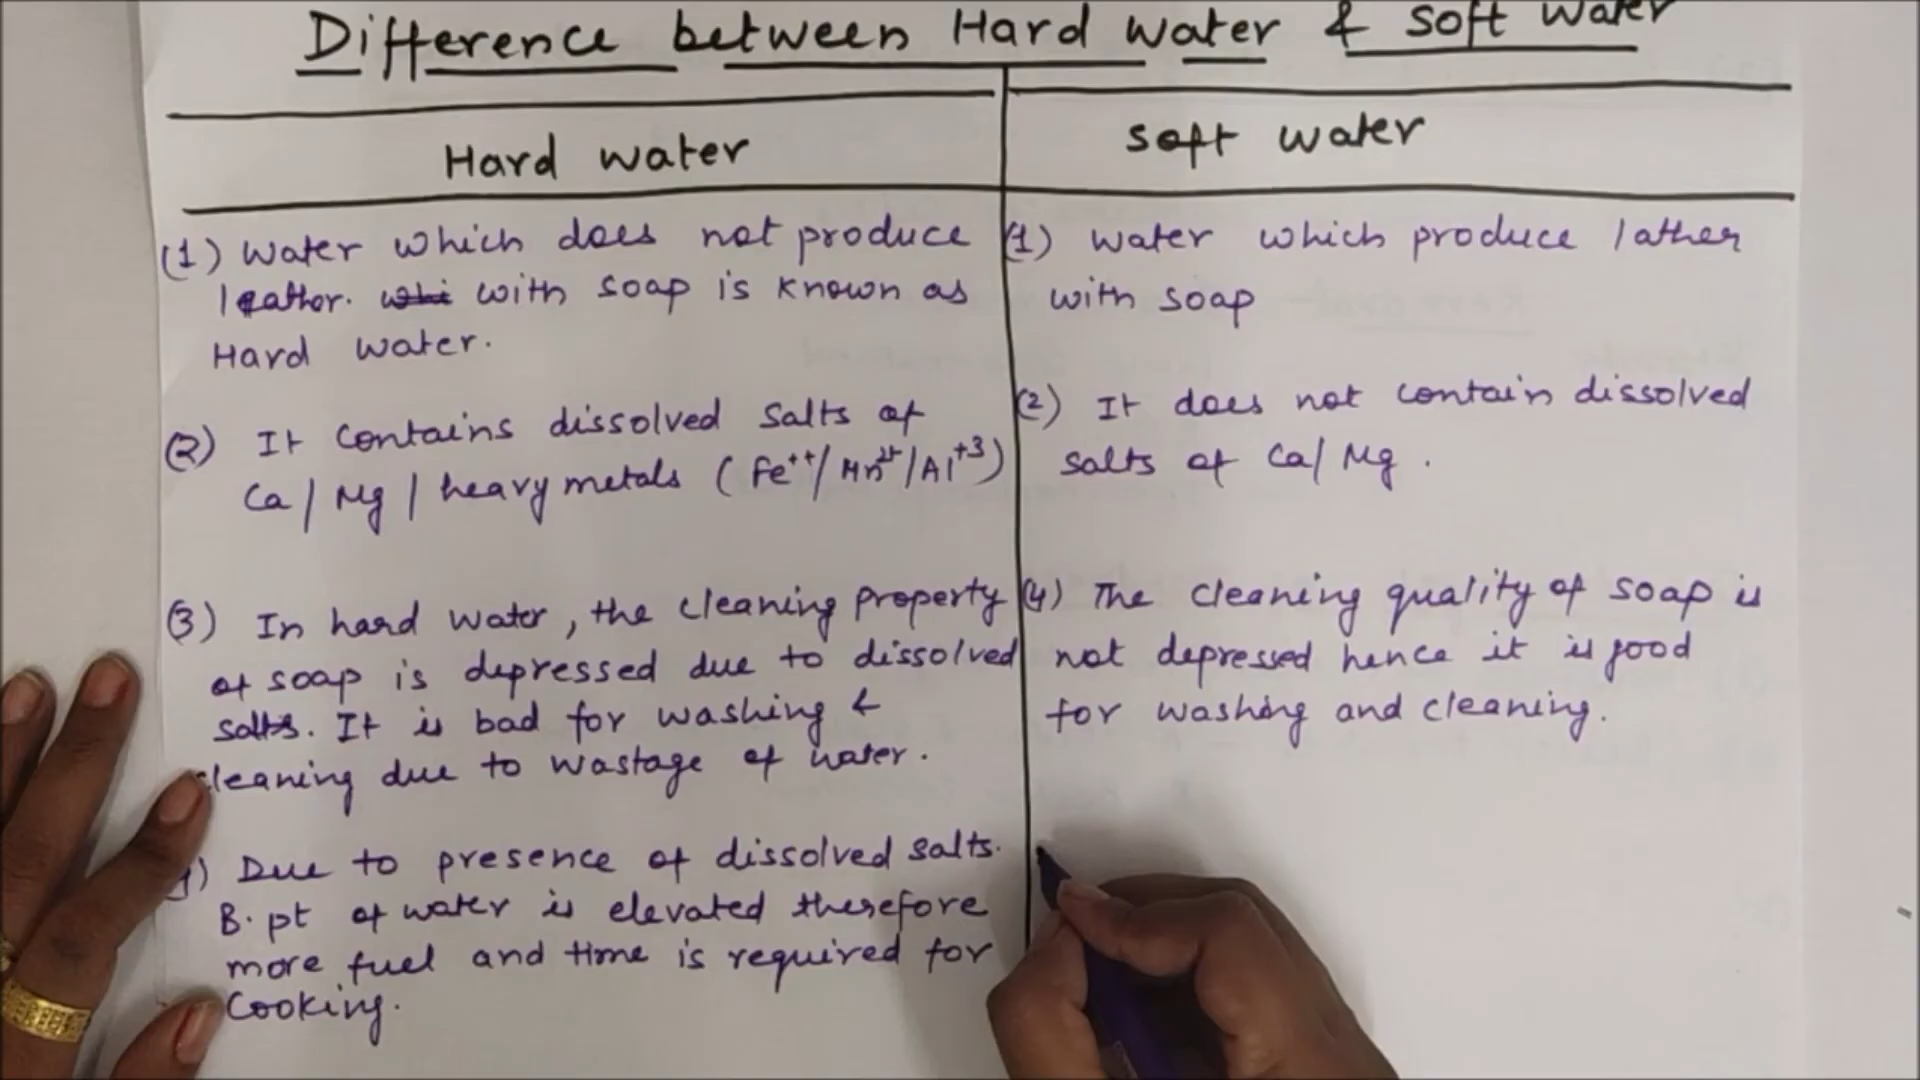 Difference between Hard water & soft water
Hard water
(1) Water which does not produce
leather. with soap is known as
Hard water.
(2) It contains dissolved salts of
Ca / Mg / heavy metals (Fe⁺⁺/Mn²⁺/Al⁺³)
(3) In hard water, the cleaning property
of soap is depressed due to dissolved
salts. It is bad for washing &
cleaning due to wastage of water.
4) Due to presence of dissolved salts.
B.pt of water is elevated therefore
more fuel and time is required for
cooking.
soft water
(1) Water which produce lather
with soap
(2) It does not contain dissolved
salts of Ca/ Mg.
(4) The cleaning quality of soap is
not depressed hence it is good
for washing and cleaning.